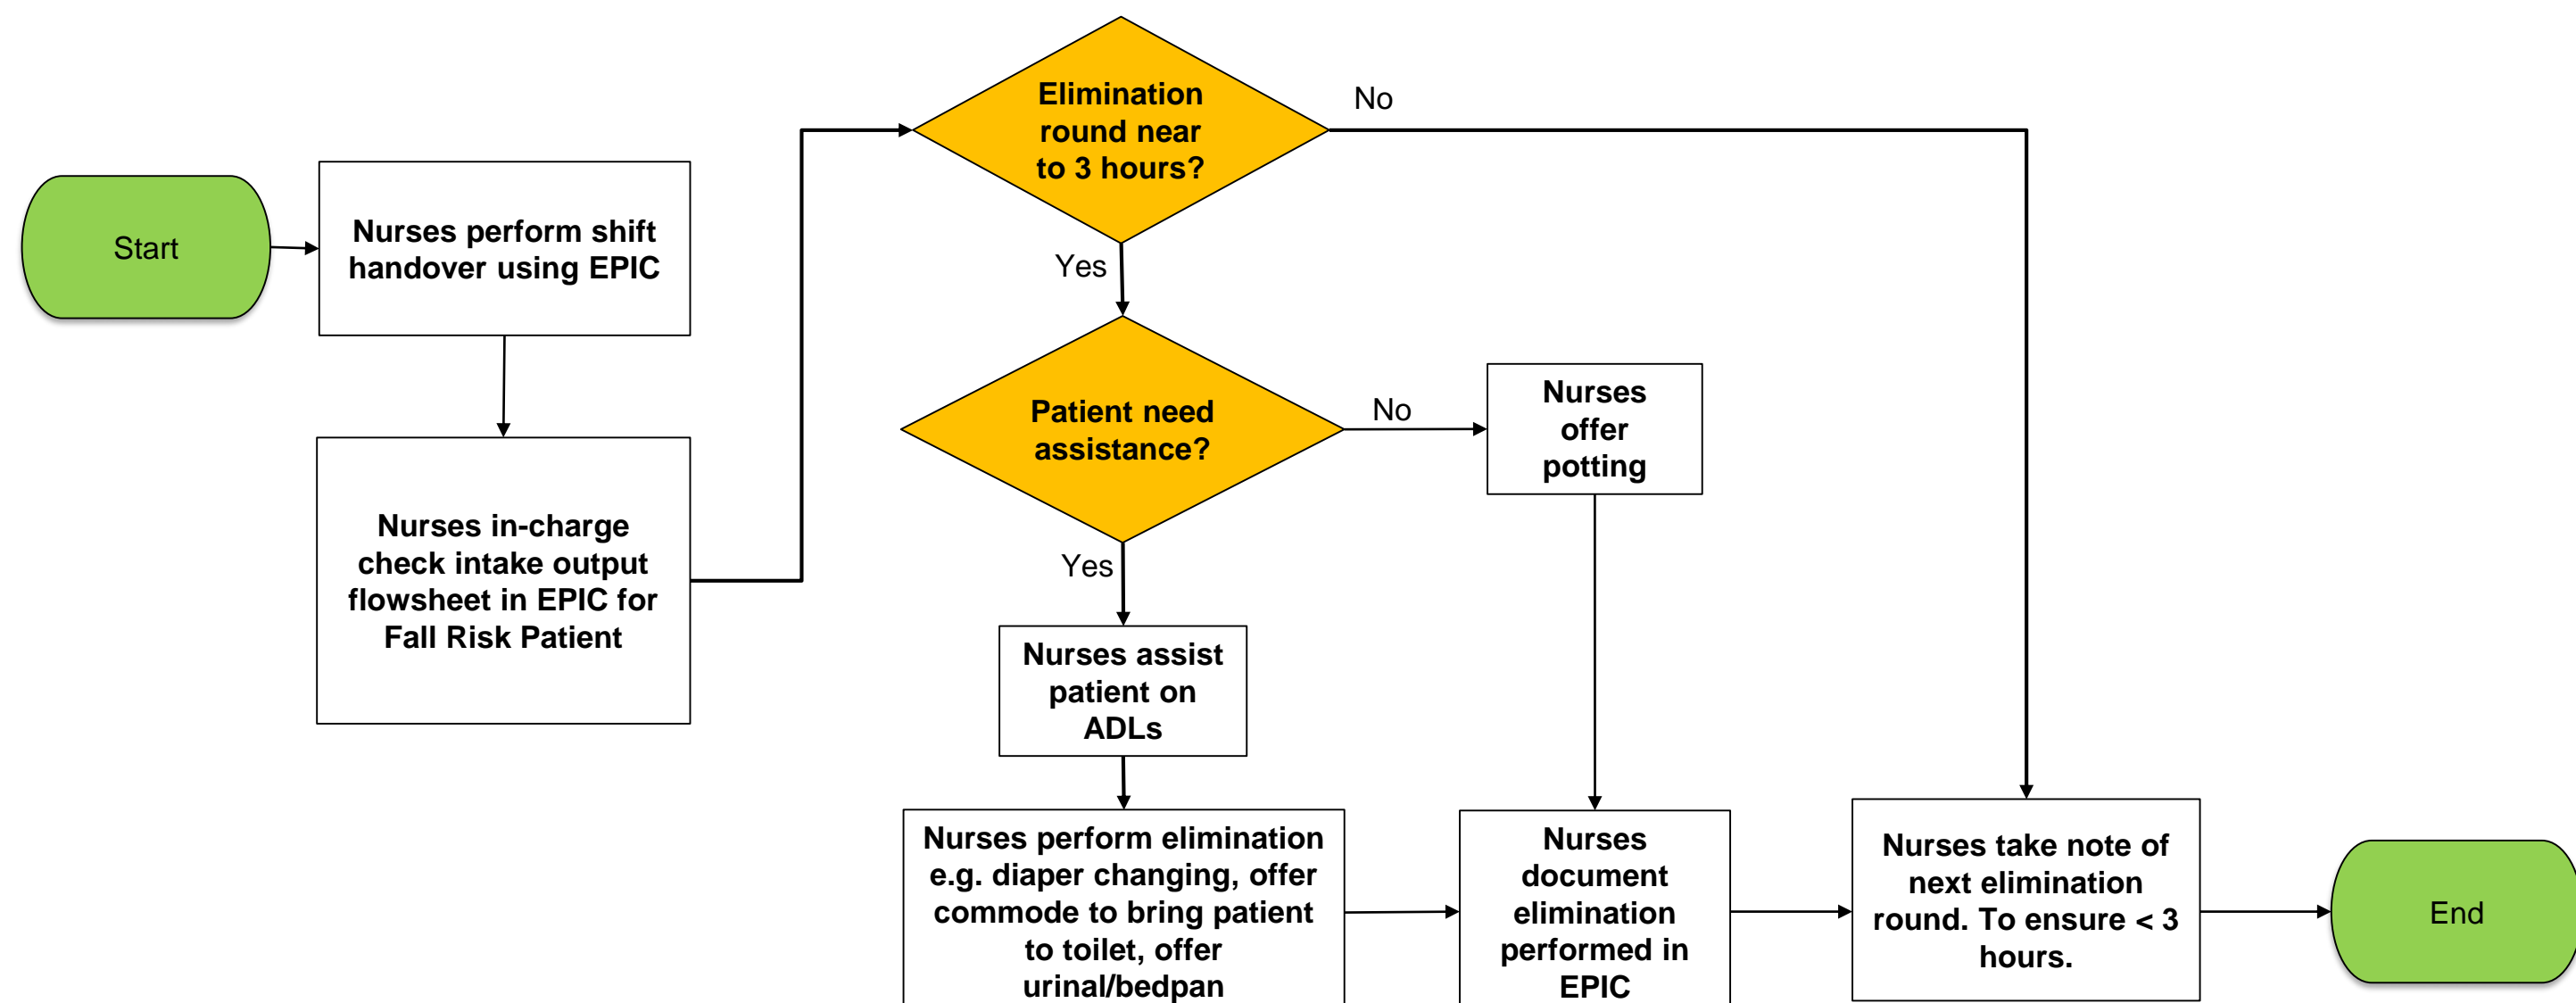 Start
Nurses perform shift
handover using EPIC
Nurses in-charge
check intake output
flowsheet in EPIC for
Fall Risk Patient
Elimination
round near
to 3 hours?
No
Yes
Patient need
assistance?
No
Nurses
offer
potting
Yes
Nurses assist
patient on
ADLs
Nurses perform elimination
e.g. diaper changing, offer
commode to bring patient
to toilet, offer
urinal/bedpan
Nurses
document
elimination
performed in
EPIC
Nurses take note of
next elimination
round. To ensure < 3
hours.
End